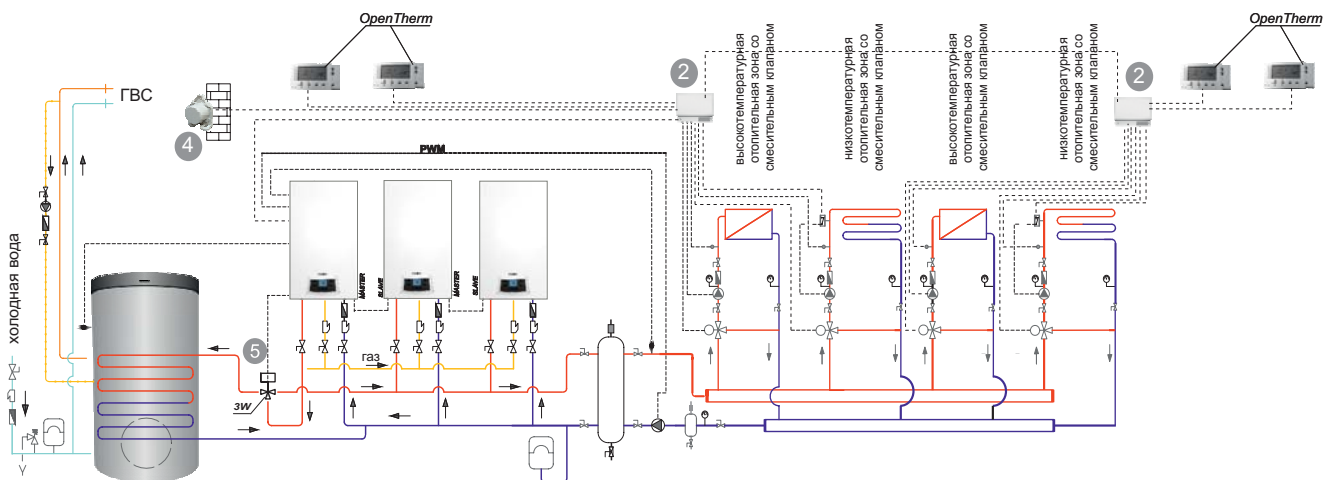 OpenTherm
OpenTherm
2
2
4
ГВС
высокотемпературная
отопительная зона со
смесительным клапаном
низкотемпературная
отопительная зона со
смесительным клапаном
высокотемпературная
отопительная зона со
смесительным клапаном
низкотемпературная
отопительная зона со
смесительным клапаном
PWM
холодная вода
MASTER
SLAVE
MASTER
SLAVE
5
газ
3W